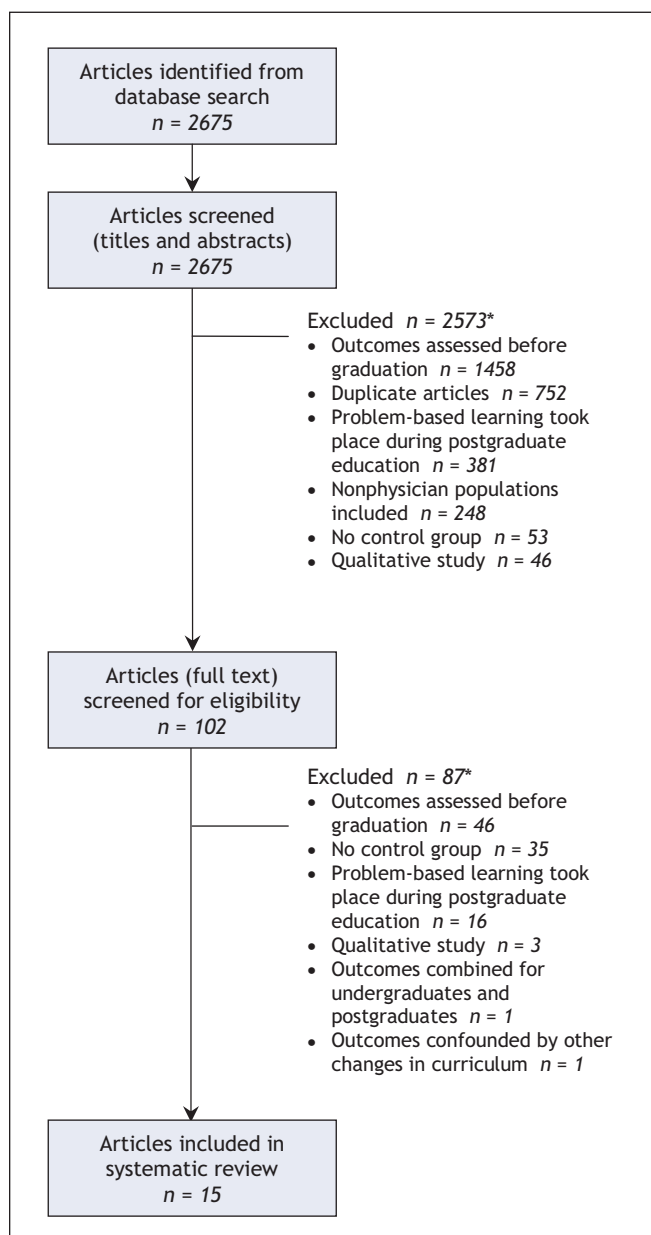 Articles identified from
database search
n = 2675
Articles screened
(titles and abstracts)
n = 2675
Excluded n = 2573*
• Outcomes assessed before
graduation n = 1458
• Duplicate articles n = 752
• Problem-based learning took
place during postgraduate
education n = 381
• Nonphysician populations
included n = 248
• No control group n = 53
• Qualitative study n = 46
Articles (full text)
screened for eligibility
n = 102
Excluded n = 87*
• Outcomes assessed before
graduation n = 46
• No control group n = 35
• Problem-based learning took
place during postgraduate
education n = 16
• Qualitative study n = 3
• Outcomes combined for
undergraduates and
postgraduates n = 1
• Outcomes confounded by other
changes in curriculum n = 1
Articles included in
systematic review
n = 15